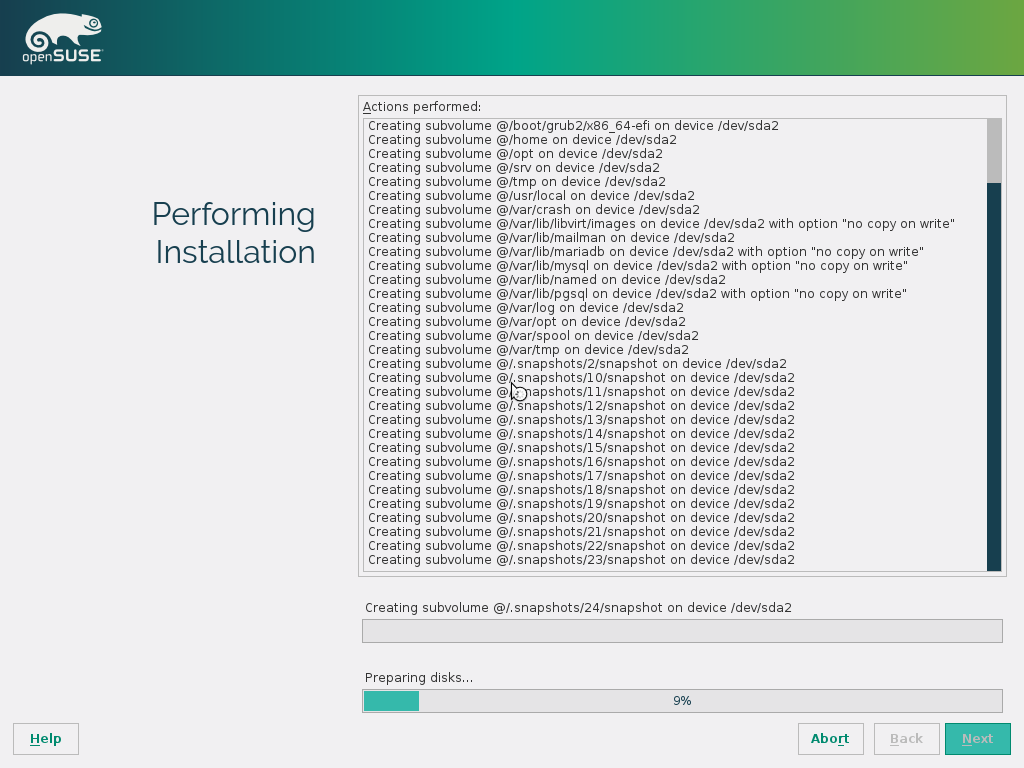 openSUSE
Performing
Installation
Actions performed:
Creating subvolume @/boot/grub2/x86_64-efi on device /dev/sda2
Creating subvolume @/home on device /dev/sda2
Creating subvolume @/opt on device /dev/sda2
Creating subvolume @/srv on device /dev/sda2
Creating subvolume @/tmp on device /dev/sda2
Creating subvolume @/usr/local on device /dev/sda2
Creating subvolume @/var/crash on device /dev/sda2
Creating subvolume @/var/lib/libvirt/images on device /dev/sda2 with option "no copy on write"
Creating subvolume @/var/lib/mailman on device /dev/sda2
Creating subvolume @/var/lib/mariadb on device /dev/sda2 with option "no copy on write"
Creating subvolume @/var/lib/mysql on device /dev/sda2 with option "no copy on write"
Creating subvolume @/var/lib/named on device /dev/sda2
Creating subvolume @/var/lib/pgsql on device /dev/sda2 with option "no copy on write"
Creating subvolume @/var/log on device /dev/sda2
Creating subvolume @/var/opt on device /dev/sda2
Creating subvolume @/var/spool on device /dev/sda2
Creating subvolume @/var/tmp on device /dev/sda2
Creating subvolume @/.snapshots/2/snapshot on device /dev/sda2
Creating subvolume @/.snapshots/10/snapshot on device /dev/sda2
Creating subvolume @/.snapshots/11/snapshot on device /dev/sda2
Creating subvolume @/.snapshots/12/snapshot on device /dev/sda2
Creating subvolume @/.snapshots/13/snapshot on device /dev/sda2
Creating subvolume @/.snapshots/14/snapshot on device /dev/sda2
Creating subvolume @/.snapshots/15/snapshot on device /dev/sda2
Creating subvolume @/.snapshots/16/snapshot on device /dev/sda2
Creating subvolume @/.snapshots/17/snapshot on device /dev/sda2
Creating subvolume @/.snapshots/18/snapshot on device /dev/sda2
Creating subvolume @/.snapshots/19/snapshot on device /dev/sda2
Creating subvolume @/.snapshots/20/snapshot on device /dev/sda2
Creating subvolume @/.snapshots/21/snapshot on device /dev/sda2
Creating subvolume @/.snapshots/22/snapshot on device /dev/sda2
Creating subvolume @/.snapshots/23/snapshot on device /dev/sda2
Creating subvolume @/.snapshots/24/snapshot on device /dev/sda2
Preparing disks...
9%
Help
Abort
Back
Next